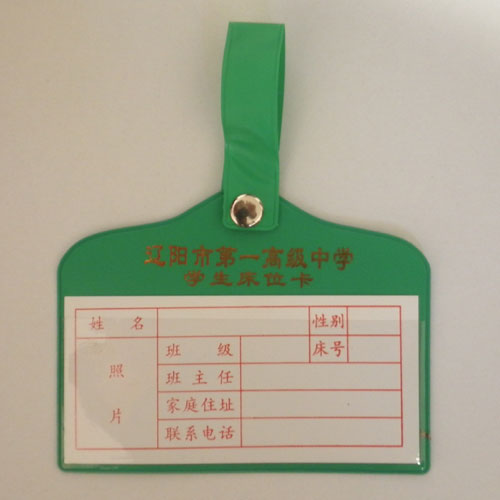 辽阳市第一高级中学
学生床位卡
姓 名 性别
照 片
班 级 床号
班主任
家庭住址
联系电话